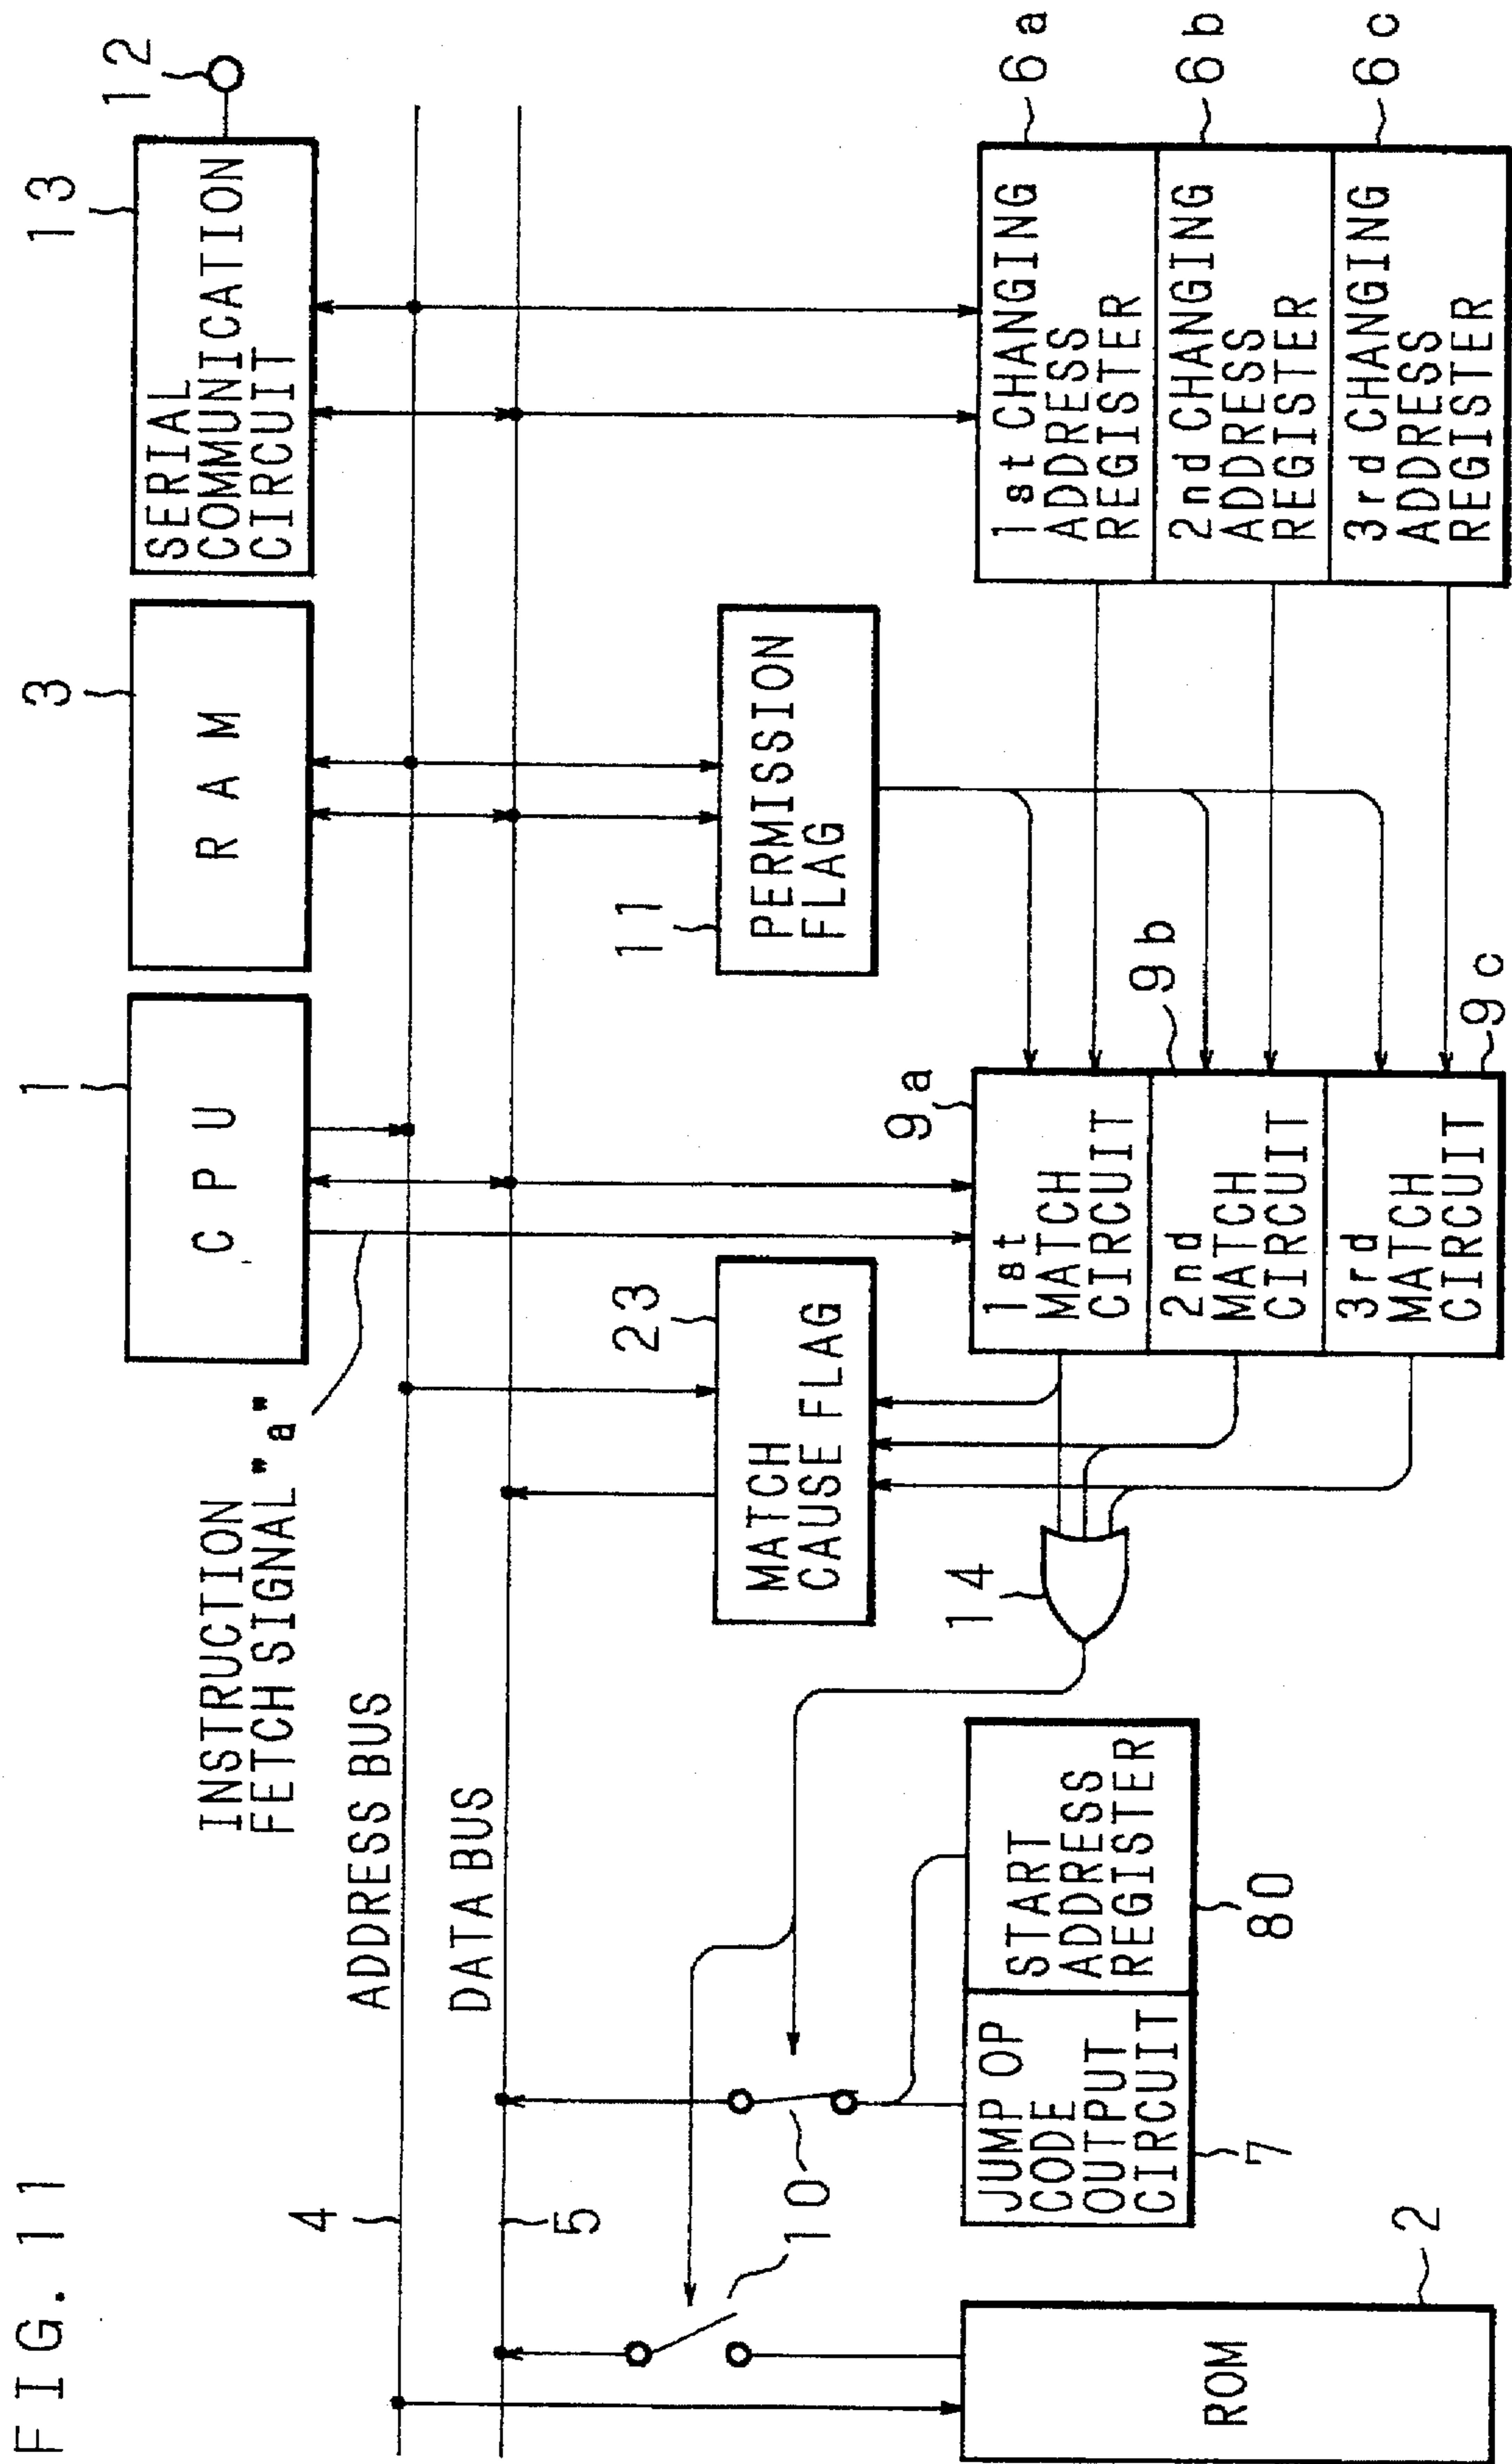 FIG. 11
INSTRUCTION
FETCH SIGNAL "a"
1
CPU
3
RAM
13
SERIAL
COMMUNICATION
CIRCUIT
12
4
ADDRESS BUS
5
DATA BUS
10
23
MATCH
CAUSE FLAG
11
PERMISSION
FLAG
14
2
ROM
7
JUMP OP
CODE
OUTPUT
CIRCUIT
80
START
ADDRESS
REGISTER
9a
1st
MATCH
CIRCUIT
9b
2nd
MATCH
CIRCUIT
9c
3rd
MATCH
CIRCUIT
6a
1st CHANGING
ADDRESS
REGISTER
6b
2nd CHANGING
ADDRESS
REGISTER
6c
3rd CHANGING
ADDRESS
REGISTER